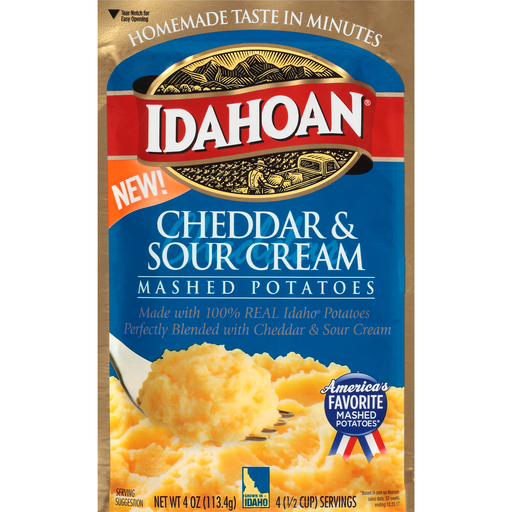 Tear Notch for
Easy Opening
HOMEMADE TASTE IN MINUTES
IDAHOAN®
NEW!
CHEDDAR &
SOUR CREAM
MASHED POTATOES
Made with 100% REAL Idaho® Potatoes
Perfectly Blended with Cheddar & Sour Cream
America's
FAVORITE
MASHED
POTATOES*
SERVING
SUGGESTION
NET WT 4 OZ (113.4g)
GROWN IN
IDAHO
4 (1/2 CUP) SERVINGS